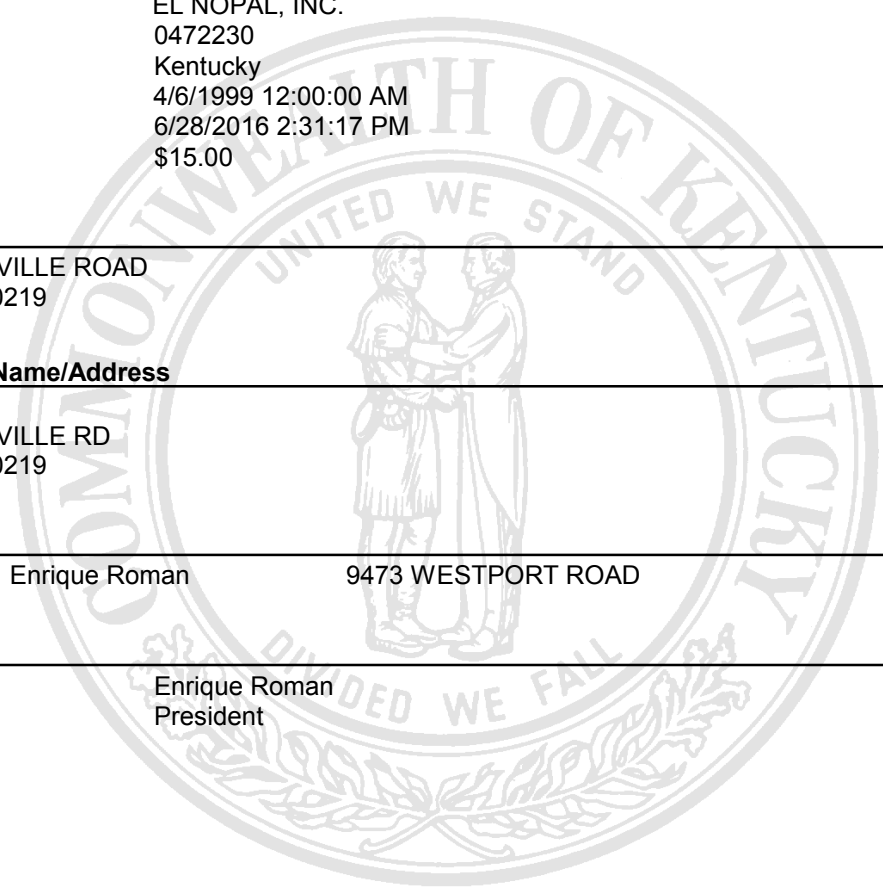 EL NOPAL, INC.
0472230
Kentucky
4/6/1999 12:00:00 AM
6/28/2016 2:31:17 PM
$15.00
VILLE ROAD
0219
Name/Address
VILLE RD
0219
Enrique Roman 9473 WESTPORT ROAD
Enrique Roman
President
COMMONWEALTH OF KENTUCKY
UNITED WE STAND
DIVIDED WE FALL